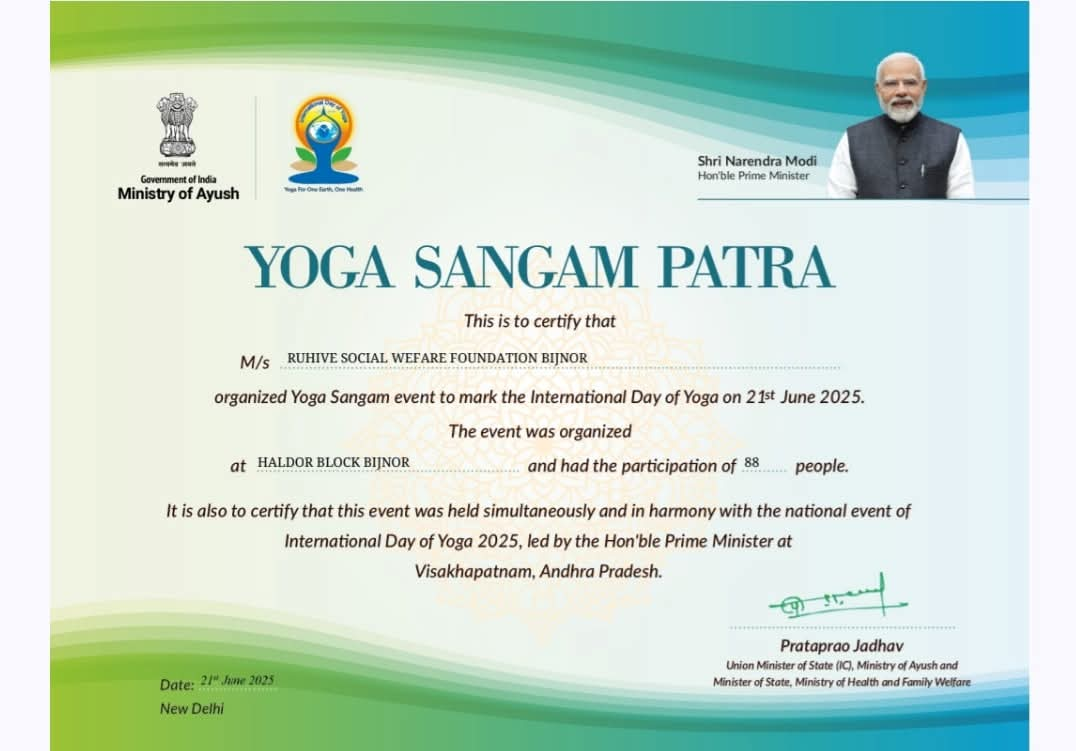 सत्यमेव जयते
Government of India
Ministry of Ayush
International Day of Yoga
Yoga For One Earth, One Health
Shri Narendra Modi
Hon'ble Prime Minister
YOGA SANGAM PATRA
This is to certify that
M/s RUHIVE SOCIAL WEFARE FOUNDATION BIJNOR
organized Yoga Sangam event to mark the International Day of Yoga on 21st June 2025.
The event was organized
at HALDOR BLOCK BIJNOR and had the participation of 88 people.
It is also to certify that this event was held simultaneously and in harmony with the national event of
International Day of Yoga 2025, led by the Hon'ble Prime Minister at
Visakhapatnam, Andhra Pradesh.
Prataprao Jadhav
Union Minister of State (IC), Ministry of Ayush and
Minister of State, Ministry of Health and Family Welfare
Date: 21st June 2025
New Delhi